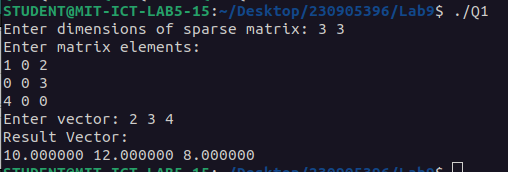 STUDENT@MIT-ICT-LAB5-15:~/Desktop/230905396/Lab9$ ./Q1
Enter dimensions of sparse matrix: 3 3
Enter matrix elements:
1 0 2
0 0 3
4 0 0
Enter vector: 2 3 4
Result Vector:
10.000000 12.000000 8.000000
STUDENT@MIT-ICT-LAB5-15:~/Desktop/230905396/Lab9$